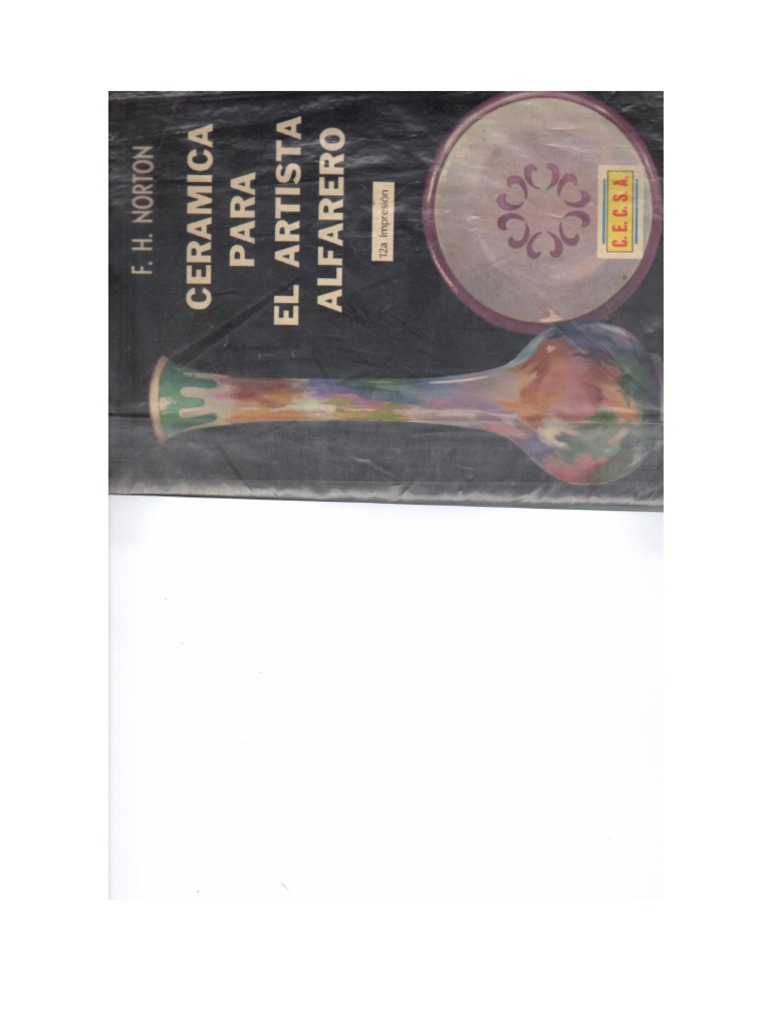 F. H. NORTON
CERAMICA
PARA
EL ARTISTA
ALFARERO
12a Impresión
C.E.C.S.A.